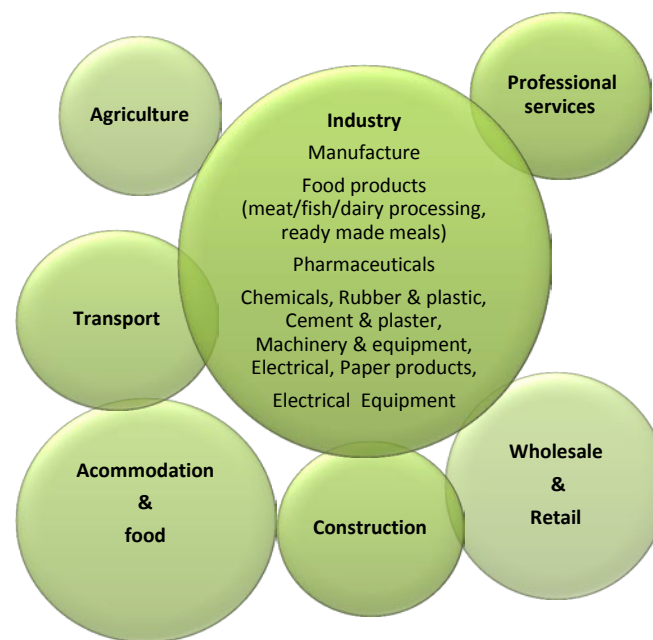 Agriculture
Professional
services
Industry
Manufacture
Food products
(meat/fish/dairy processing,
ready made meals)
Pharmaceuticals
Chemicals, Rubber & plastic,
Cement & plaster,
Machinery & equipment,
Electrical, Paper products,
Electrical Equipment
Transport
Acommodation
&
food
Construction
Wholesale
&
Retail